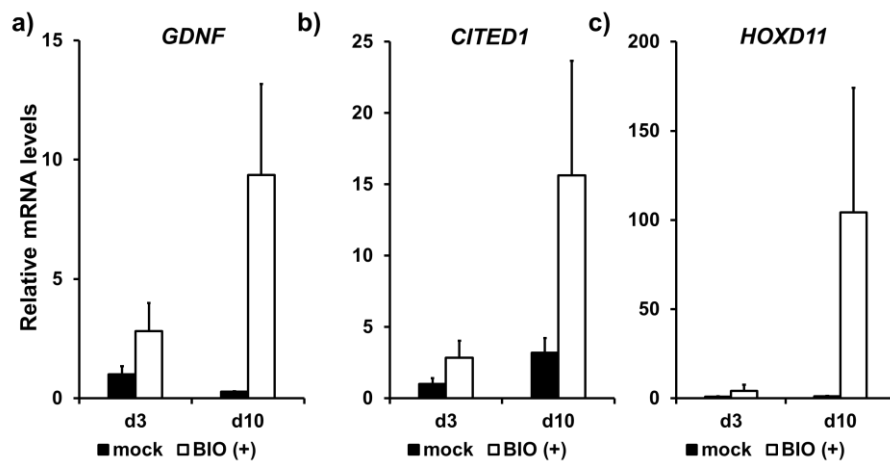 a) GDNF
Relative mRNA levels
15
10
5
0
d3 d10
■ mock □ BIO (+)
b) CITED1
25
20
15
10
5
0
d3 d10
■ mock □ BIO (+)
c) HOXD11
200
150
100
50
0
d3 d10
■ mock □ BIO (+)